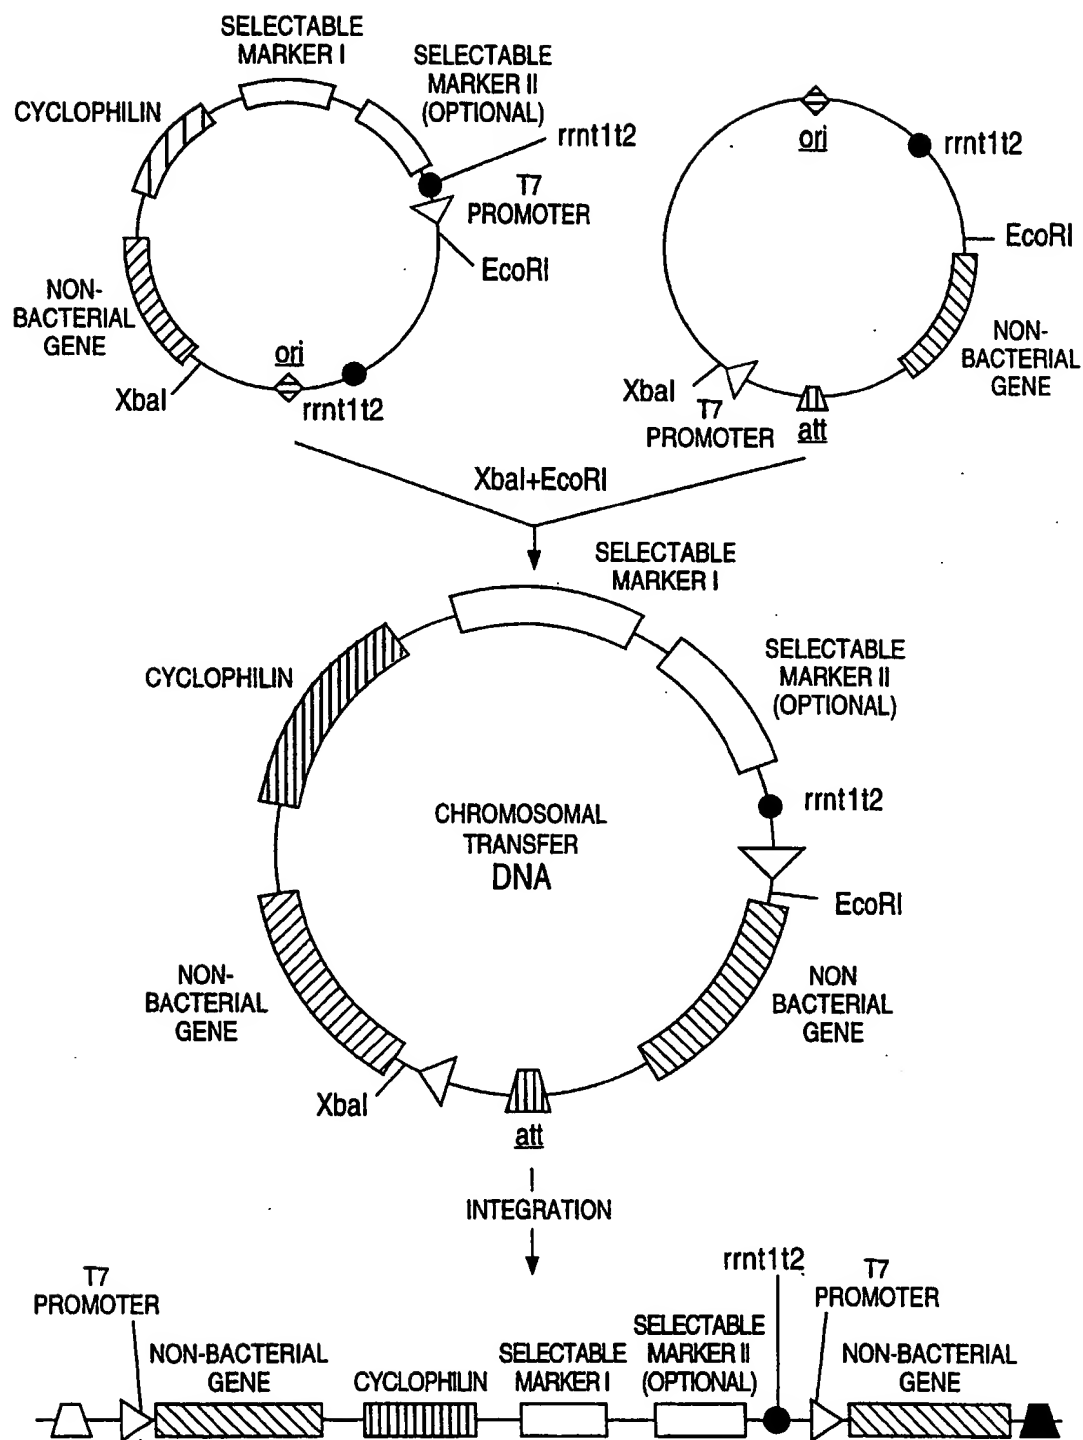 SELECTABLE
MARKER I
SELECTABLE
MARKER II
(OPTIONAL)
CYCLOPHILIN
rrnt1t2
T7
PROMOTER
EcoRI
NON-
BACTERIAL
GENE
XbaI
ori
rrnt1t2
ori
rrnt1t2
EcoRI
NON-
BACTERIAL
GENE
XbaI
T7
PROMOTER
att
XbaI+EcoRI
SELECTABLE
MARKER I
CYCLOPHILIN
SELECTABLE
MARKER II
(OPTIONAL)
rrnt1t2
CHROMOSOMAL
TRANSFER
DNA
EcoRI
NON-
BACTERIAL
GENE
NON
BACTERIAL
GENE
XbaI
att
INTEGRATION
T7
PROMOTER
rrnt1t2
T7
PROMOTER
NON-BACTERIAL
GENE
CYCLOPHILIN
SELECTABLE
MARKER I
SELECTABLE
MARKER II
(OPTIONAL)
NON-BACTERIAL
GENE